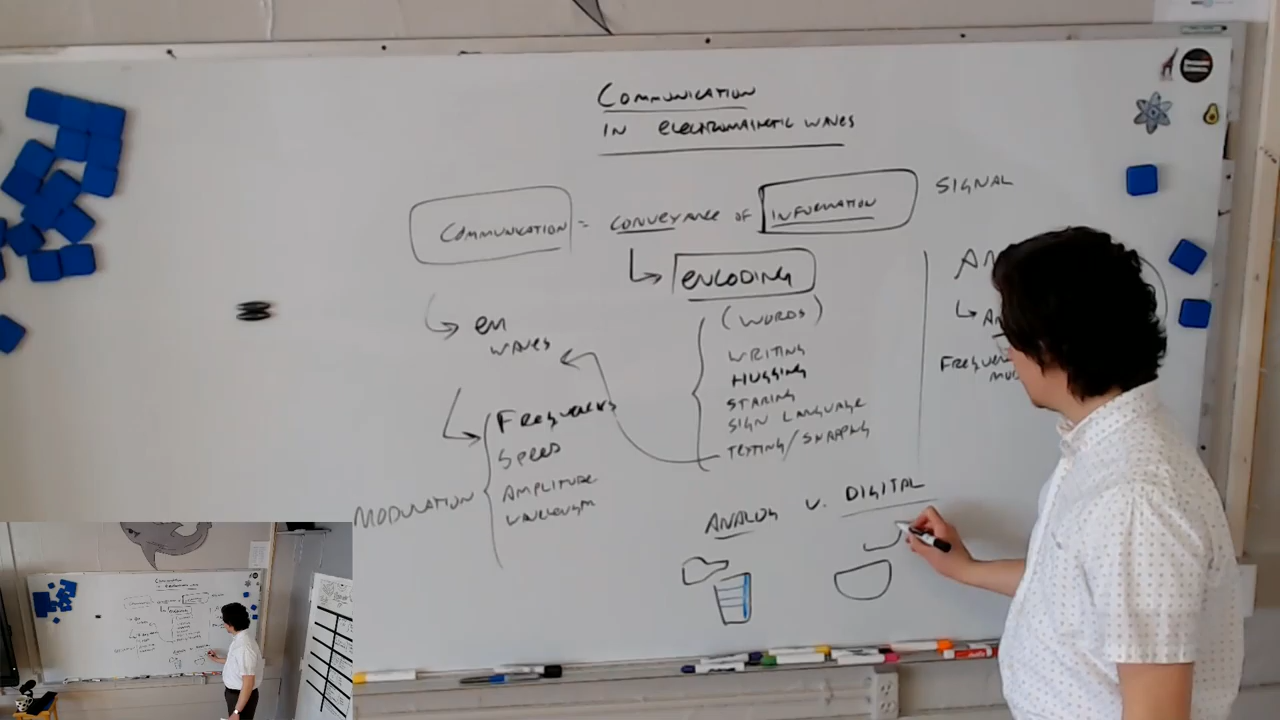 COMMUNICATION
IN ELECTROMAGNETIC WAVES
COMMUNICATION = CONVEYANCE OF INFORMATION
SIGNAL
ENCODING
(WORDS)
WRITING
HUGGING
STARING
SIGN LANGUAGE
TEXTING/SNAPPING
EM
WAVES
FREQUENCY
SPEED
AMPLITUDE
WAVELENGTH
MODULATION
ANALOG V. DIGITAL